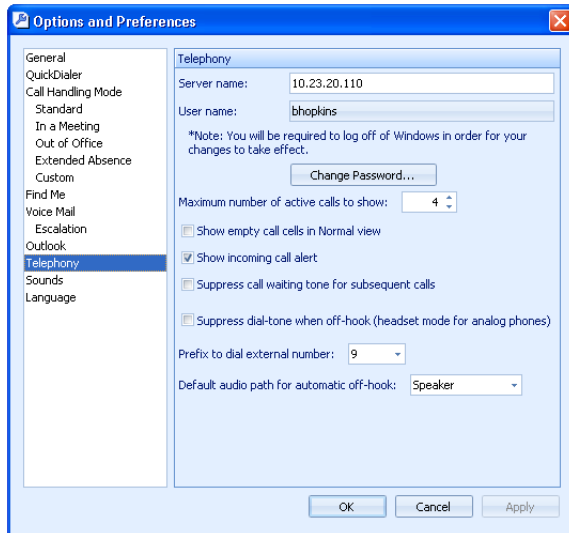 Options and Preferences
General
QuickDialer
Call Handling Mode
Standard
In a Meeting
Out of Office
Extended Absence
Custom
Find Me
Voice Mail
Escalation
Outlook
Telephony
Sounds
Language
Telephony
Server name: 10.23.20.110
User name: bhopkins
*Note: You will be required to log off of Windows in order for your
changes to take effect.
Change Password...
Maximum number of active calls to show: 4
Show empty call cells in Normal view
Show incoming call alert
Suppress call waiting tone for subsequent calls
Suppress dial-tone when off-hook (headset mode for analog phones)
Prefix to dial external number: 9
Default audio path for automatic off-hook: Speaker
OK Cancel Apply